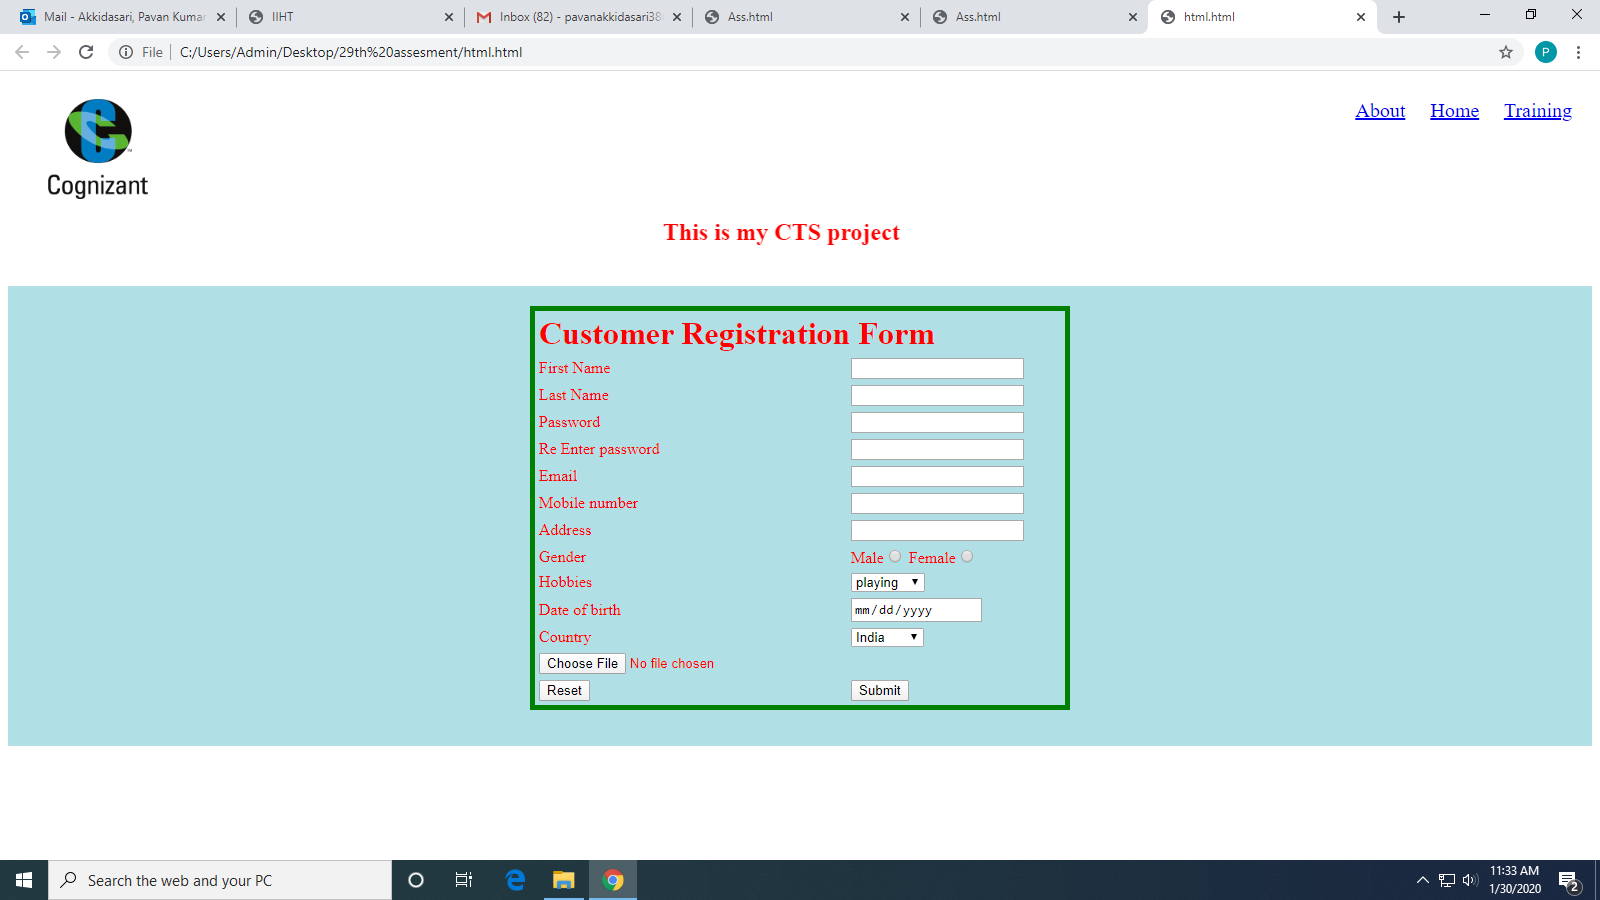 Mail - Akkidasari, Pavan Kumar
IIHT
Inbox (82) - pavanakkidasari38
Ass.html
Ass.html
html.html
File
C:/Users/Admin/Desktop/29th%20assesment/html.html
P
About Home Training
Cognizant
This is my CTS project
Customer Registration Form
First Name
Last Name
Password
Re Enter password
Email
Mobile number
Address
Gender Male Female
Hobbies playing
Date of birth mm/dd/yyyy
Country India
Choose File No file chosen
Reset Submit
Search the web and your PC
11:33 AM
1/30/2020
2